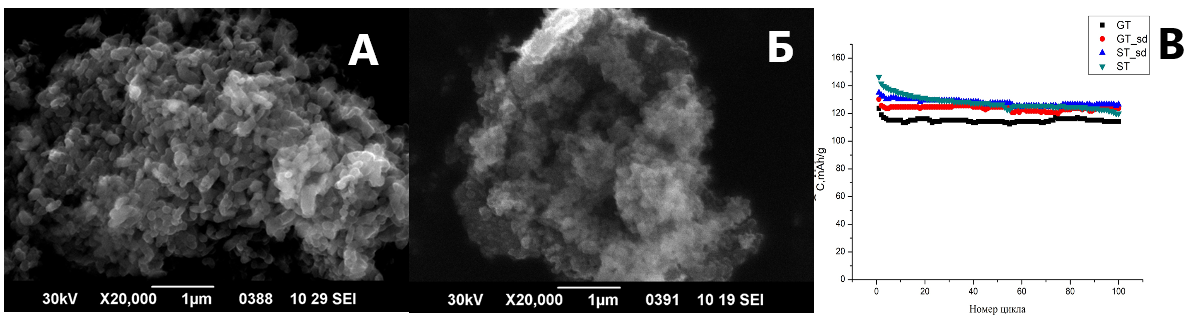 А
30kV X20,000 1μm 0388 10 29 SEI
Б
30kV X20,000 1μm 0391 10 19 SEI
В
GT
GT_sd
ST_sd
ST
160
140
120
100
80
60
40
20
0
C,mAh/g
0 20 40 60 80 100
Номер цикла